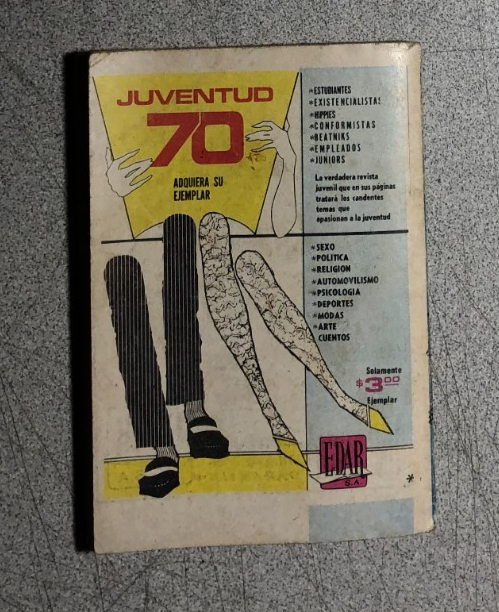 JUVENTUD
70
ADQUIERA SU
EJEMPLAR
*ESTUDIANTES
*EXISTENCIALISTAS
*HIPPIES
*CONFORMISTAS
*BEATNIKS
*EMPLEADOS
*JUNIORS
La verdadera revista
juvenil que en sus páginas
tratará los candentes
temas que
apasionan a la juventud
*SEXO
*POLITICA
*RELIGION
*AUTOMOVILISMO
*PSICOLOGIA
*DEPORTES
*MODAS
*ARTE
CUENTOS
Solamente
$3.00
Ejemplar
EDAR
S.A.
*